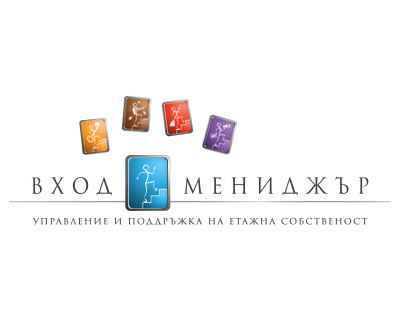 ВХОД МЕНИДЖЪР
УПРАВЛЕНИЕ И ПОДДРЪЖКА НА ЕТАЖНА СОБСТВЕНОСТ